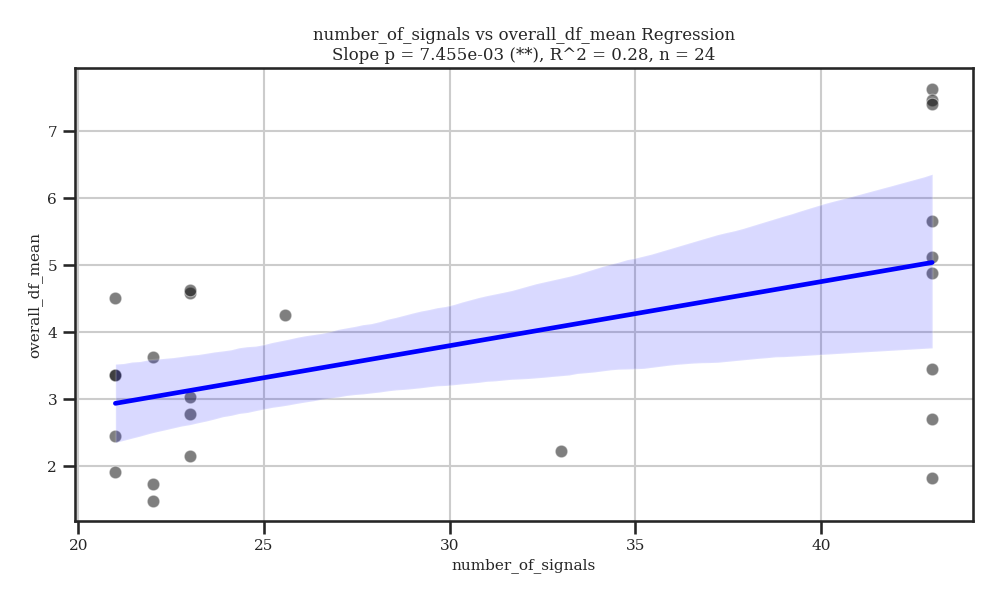 number_of_signals vs overall_df_mean Regression
Slope p = 7.455e-03 (**), R^2 = 0.28, n = 24
overall_df_mean
7
6
5
4
3
2
20 25 30 35 40
number_of_signals